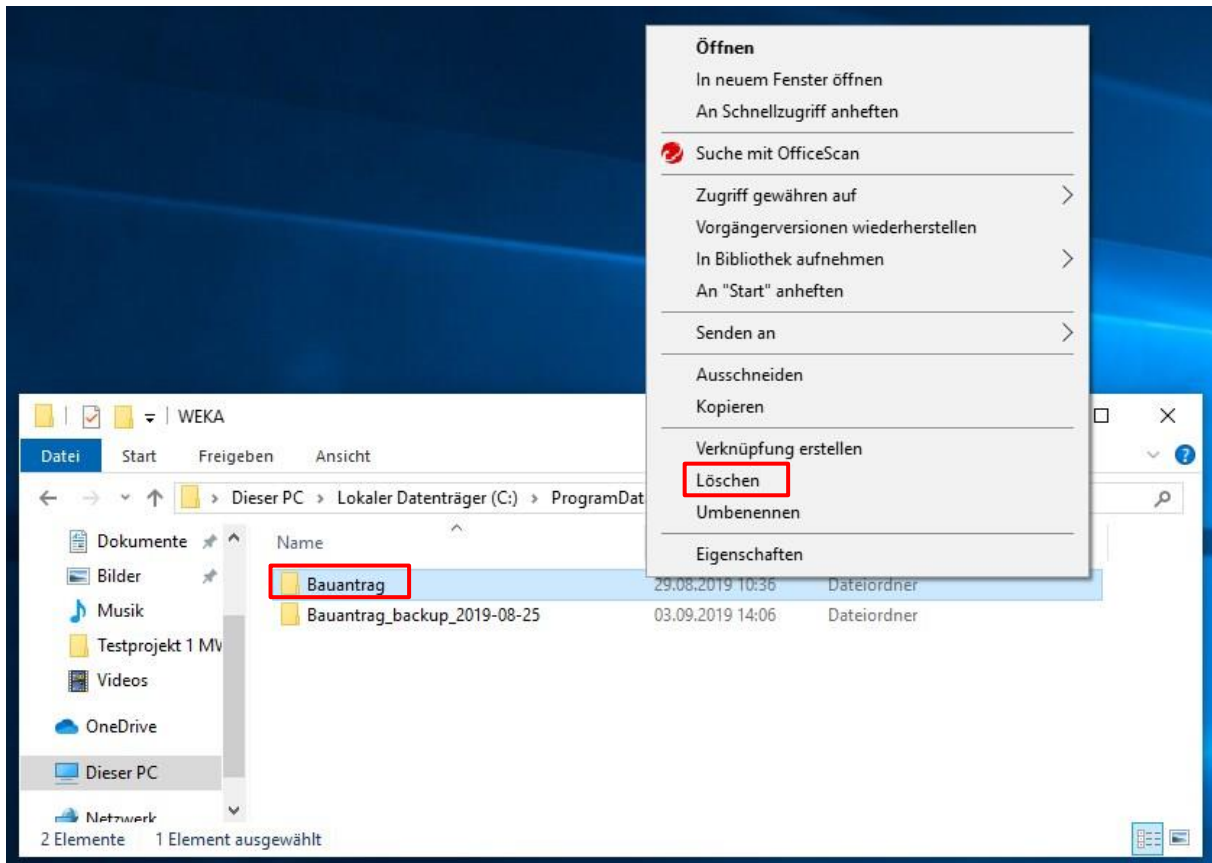 Öffnen
In neuem Fenster öffnen
An Schnellzugriff anheften
Suche mit OfficeScan
Zugriff gewähren auf
Vorgängerversionen wiederherstellen
In Bibliothek aufnehmen
An "Start" anheften
Senden an
Ausschneiden
Kopieren
Verknüpfung erstellen
Löschen
Umbenennen
Eigenschaften
WEKA
Datei Start Freigeben Ansicht
Dieser PC > Lokaler Datenträger (C:) > ProgramDat
Name
Bauantrag 29.08.2019 10:36 Dateiordner
Bauantrag_backup_2019-08-25 03.09.2019 14:06 Dateiordner
Dokumente
Bilder
Musik
Testprojekt 1 MV
Videos
OneDrive
Dieser PC
Netzwerk
2 Elemente 1 Element ausgewählt